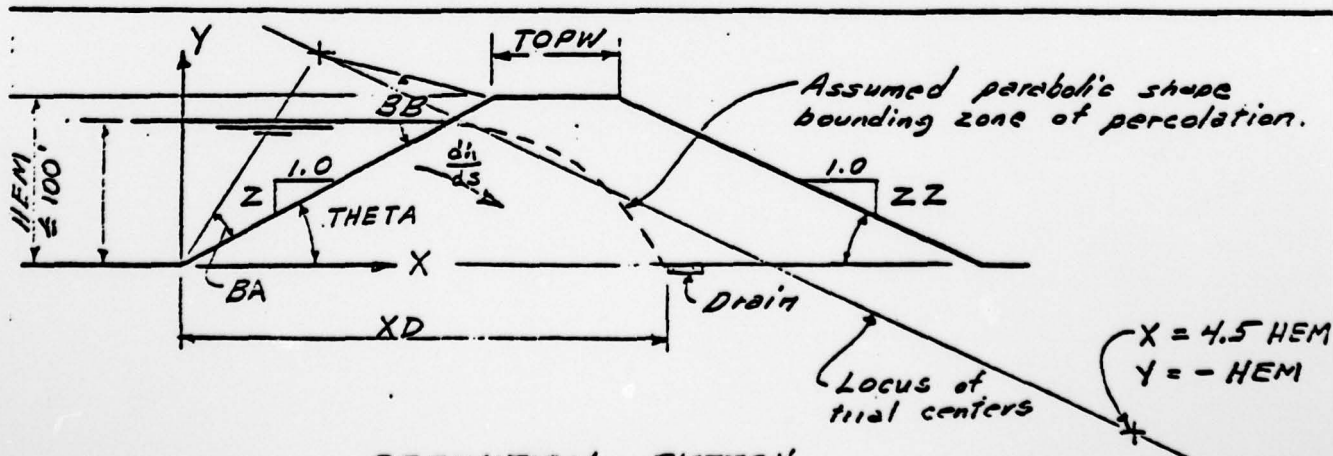 Y
TOPW
Assumed parabolic shape
bounding zone of percolation.
BB
HEM
≤ 100'
1.0
Z
dh
ds
1.0
ZZ
THETA
X
BA
Drain
XD
X = 4.5 HEM
Y = - HEM
Locus of
trial centers